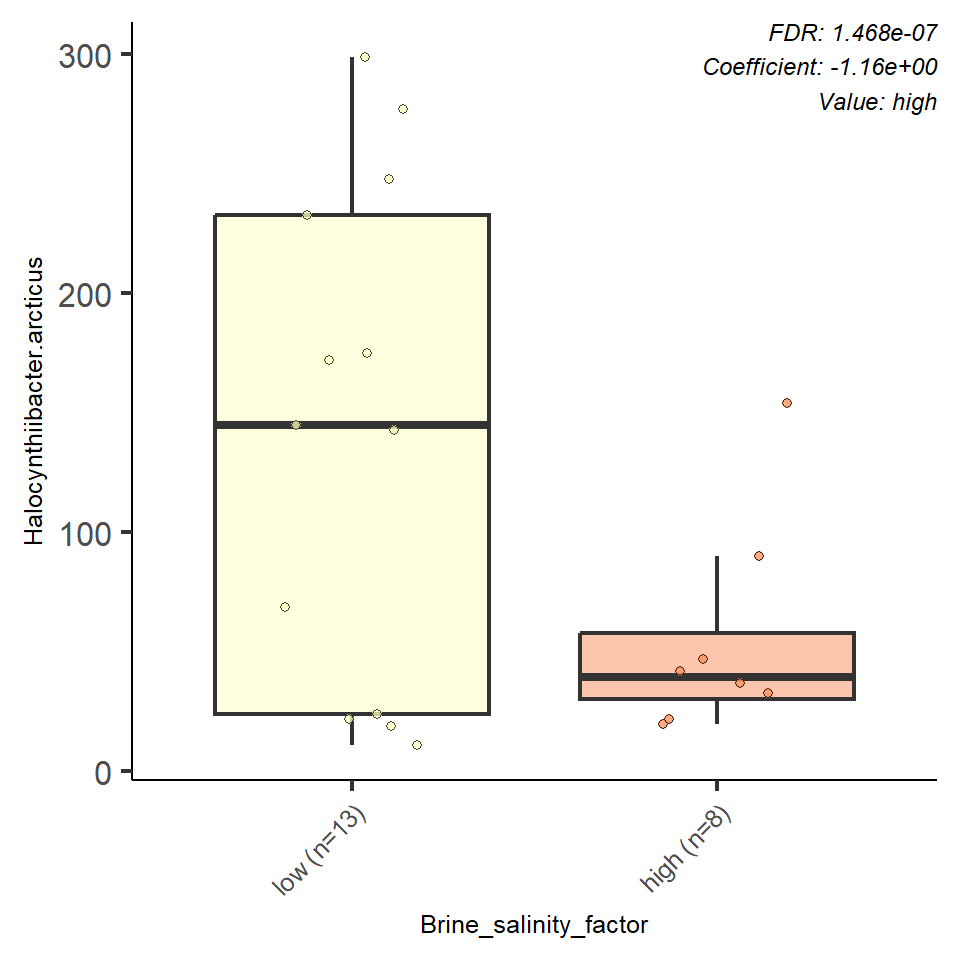 FDR: 1.468e-07
Coefficient: -1.16e+00
Value: high
Halocynthiibacter.arcticus
300
200
100
0
low (n=13)
high (n=8)
Brine_salinity_factor